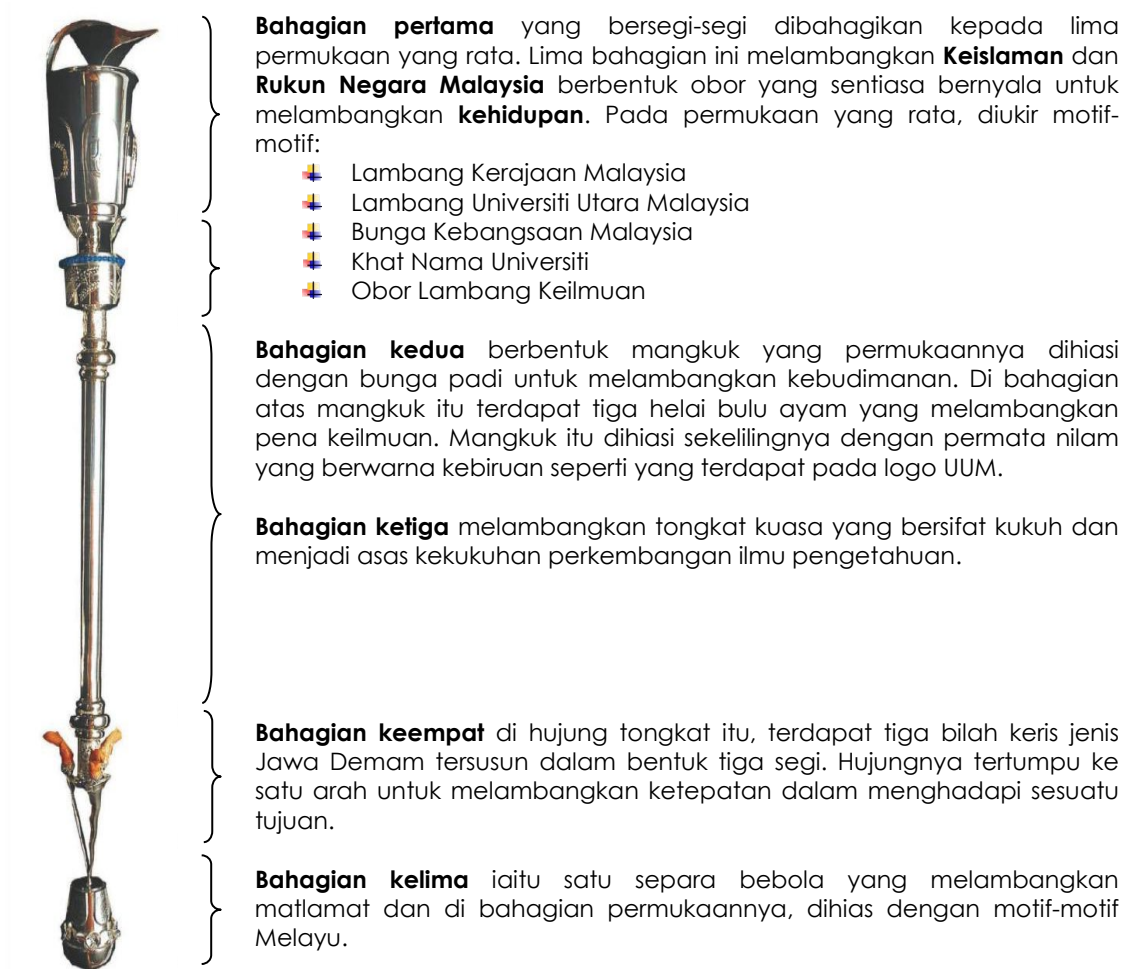 Bahagian pertama yang bersegi-segi dibahagikan kepada lima
permukaan yang rata. Lima bahagian ini melambangkan Keislaman dan
Rukun Negara Malaysia berbentuk obor yang sentiasa bernyala untuk
melambangkan kehidupan. Pada permukaan yang rata, diukir motif-
motif:
Lambang Kerajaan Malaysia
Lambang Universiti Utara Malaysia
Bunga Kebangsaan Malaysia
Khat Nama Universiti
Obor Lambang Keilmuan
Bahagian kedua berbentuk mangkuk yang permukaannya dihiasi
dengan bunga padi untuk melambangkan kebudimanan. Di bahagian
atas mangkuk itu terdapat tiga helai bulu ayam yang melambangkan
pena keilmuan. Mangkuk itu dihiasi sekelilingnya dengan permata nilam
yang berwarna kebiruan seperti yang terdapat pada logo UUM.
Bahagian ketiga melambangkan tongkat kuasa yang bersifat kukuh dan
menjadi asas kekukuhan perkembangan ilmu pengetahuan.
Bahagian keempat di hujung tongkat itu, terdapat tiga bilah keris jenis
Jawa Demam tersusun dalam bentuk tiga segi. Hujungnya tertumpu ke
satu arah untuk melambangkan ketepatan dalam menghadapi sesuatu
tujuan.
Bahagian kelima iaitu satu separa bebola yang melambangkan
matlamat dan di bahagian permukaannya, dihias dengan motif-motif
Melayu.